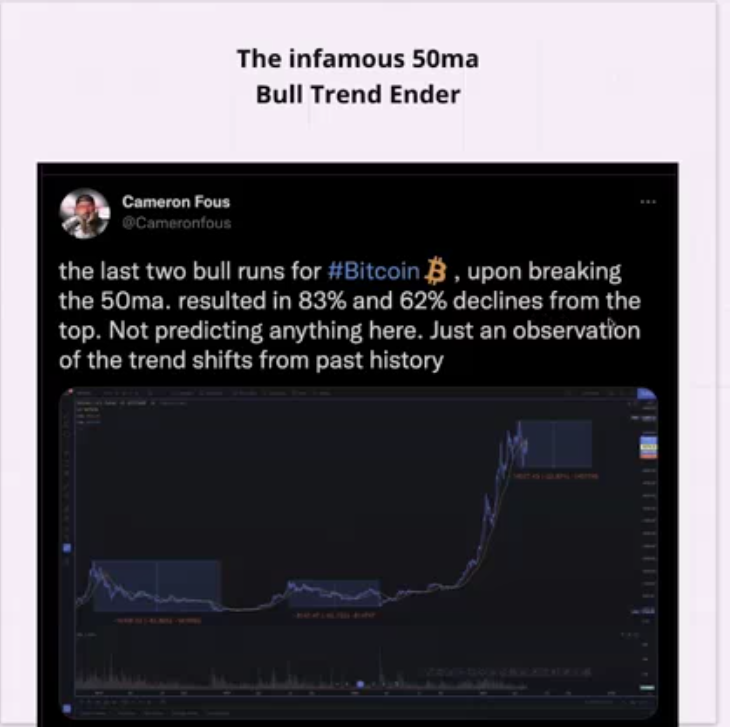 The infamous 50ma
Bull Trend Ender
Cameron Fous
@Cameronfous
the last two bull runs for #Bitcoin , upon breaking
the 50ma. resulted in 83% and 62% declines from the
top. Not predicting anything here. Just an observation
of the trend shifts from past history